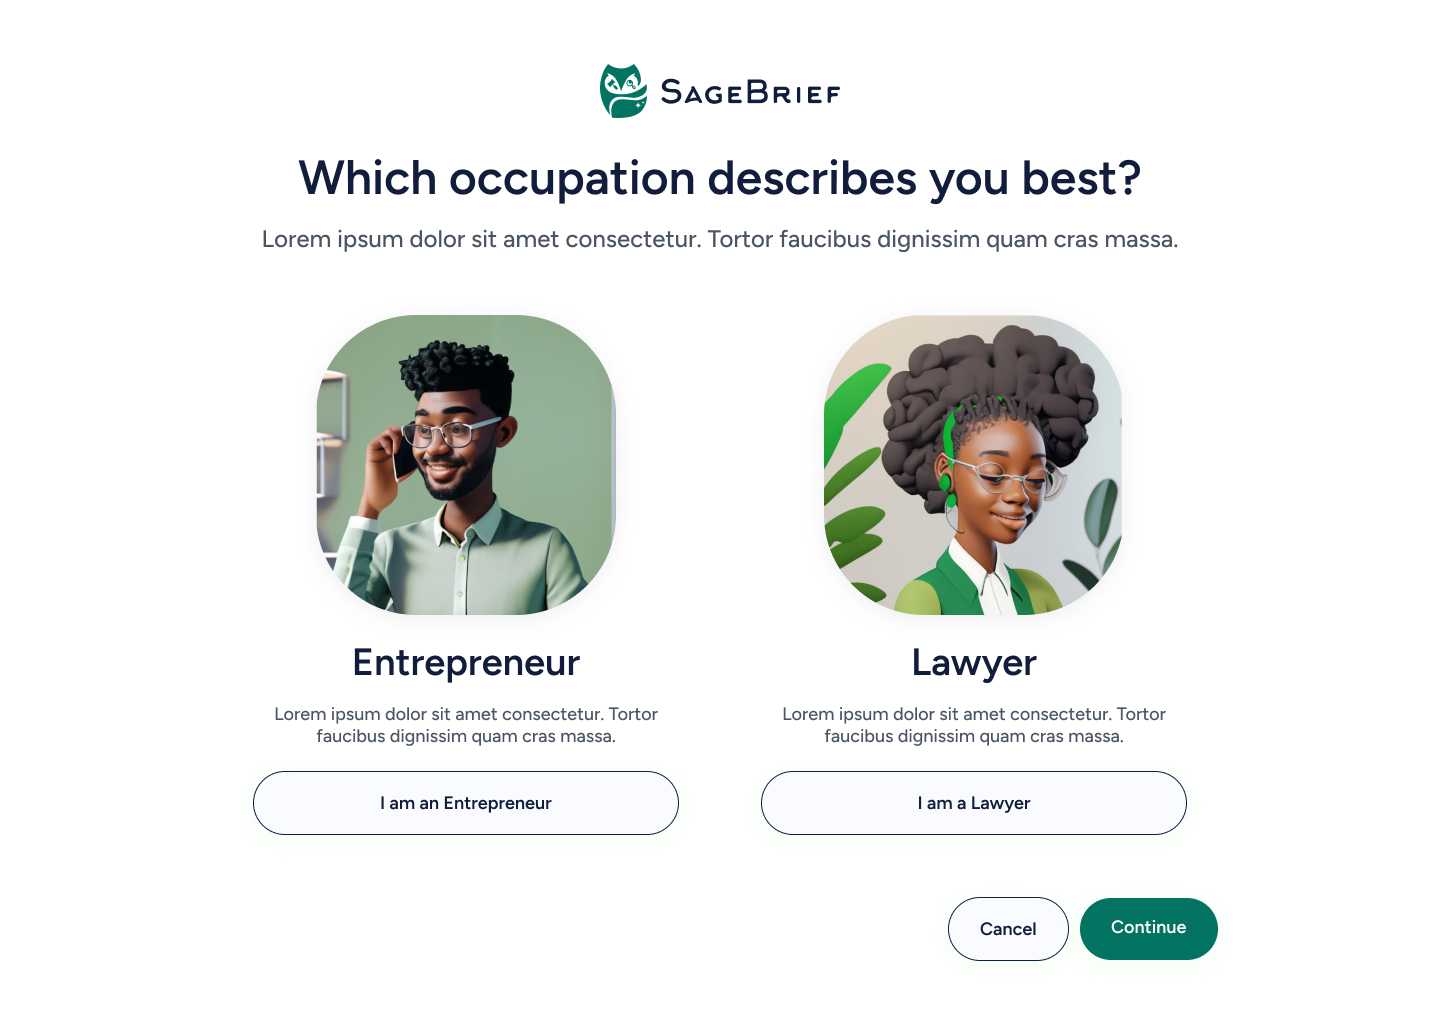 SAGEBRIEF
Which occupation describes you best?
Lorem ipsum dolor sit amet consectetur. Tortor faucibus dignissim quam cras massa.
Entrepreneur
Lorem ipsum dolor sit amet consectetur. Tortor
faucibus dignissim quam cras massa.
I am an Entrepreneur
Lawyer
Lorem ipsum dolor sit amet consectetur. Tortor
faucibus dignissim quam cras massa.
I am a Lawyer
Cancel
Continue